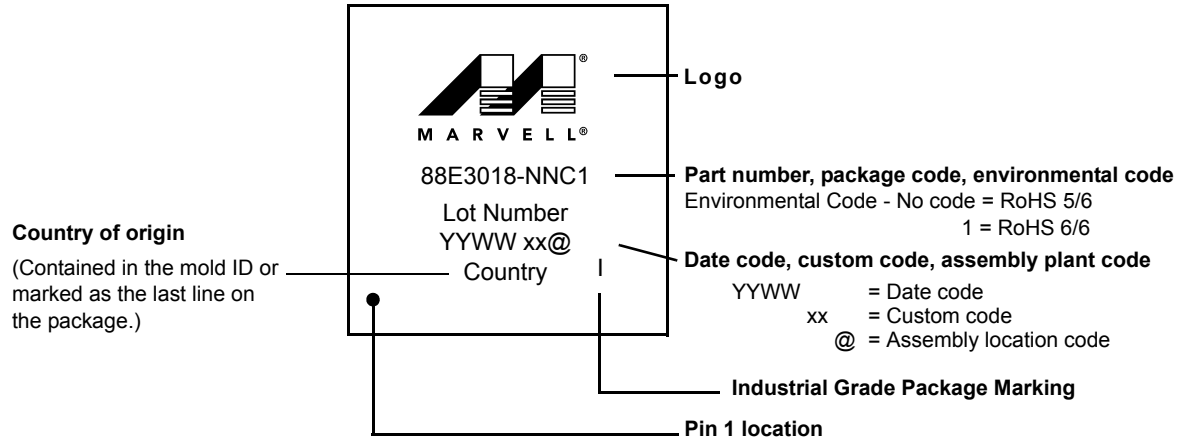 ®
MARVELL®
Logo
88E3018-NNC1
Part number, package code, environmental code
Environmental Code - No code = RoHS 5/6
1 = RoHS 6/6
Lot Number
YYWW xx@
Country I
Country of origin
(Contained in the mold ID or
marked as the last line on
the package.)
Date code, custom code, assembly plant code
YYWW = Date code
xx = Custom code
@ = Assembly location code
Industrial Grade Package Marking
Pin 1 location